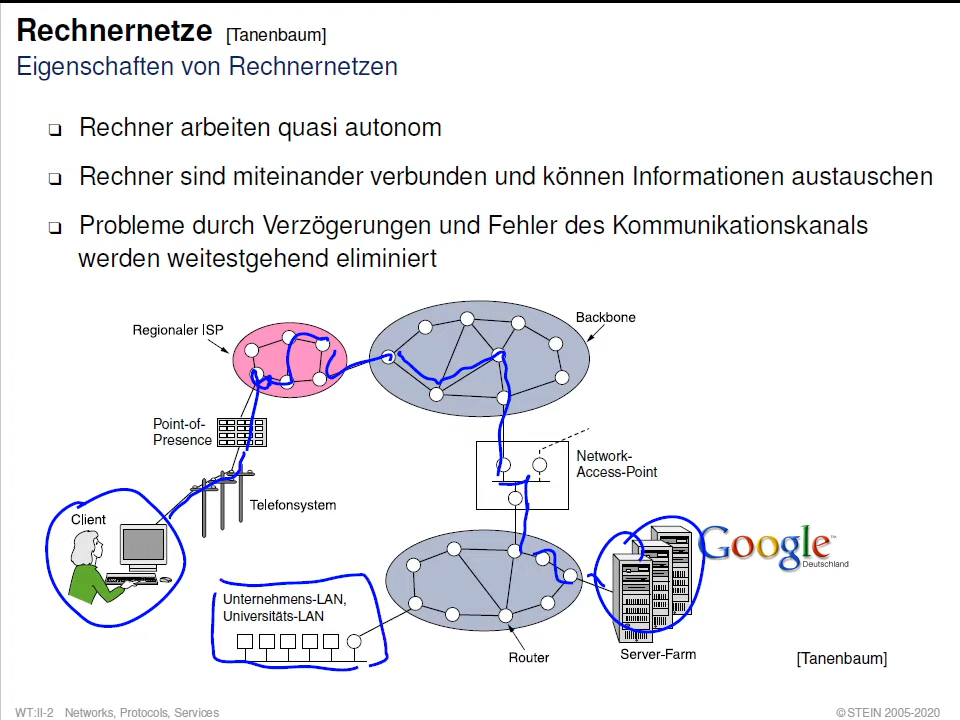 Rechnernetze [Tanenbaum]
Eigenschaften von Rechnernetzen
❑ Rechner arbeiten quasi autonom
❑ Rechner sind miteinander verbunden und können Informationen austauschen
❑ Probleme durch Verzögerungen und Fehler des Kommunikationskanals
werden weitestgehend eliminiert
Regionaler ISP
Backbone
Point-of-
Presence
Network-
Access-Point
Telefonsystem
Client
Google™
Deutschland
Unternehmens-LAN,
Universitäts-LAN
Router
Server-Farm
[Tanenbaum]
WT:II-2 Networks, Protocols, Services
© STEIN 2005-2020